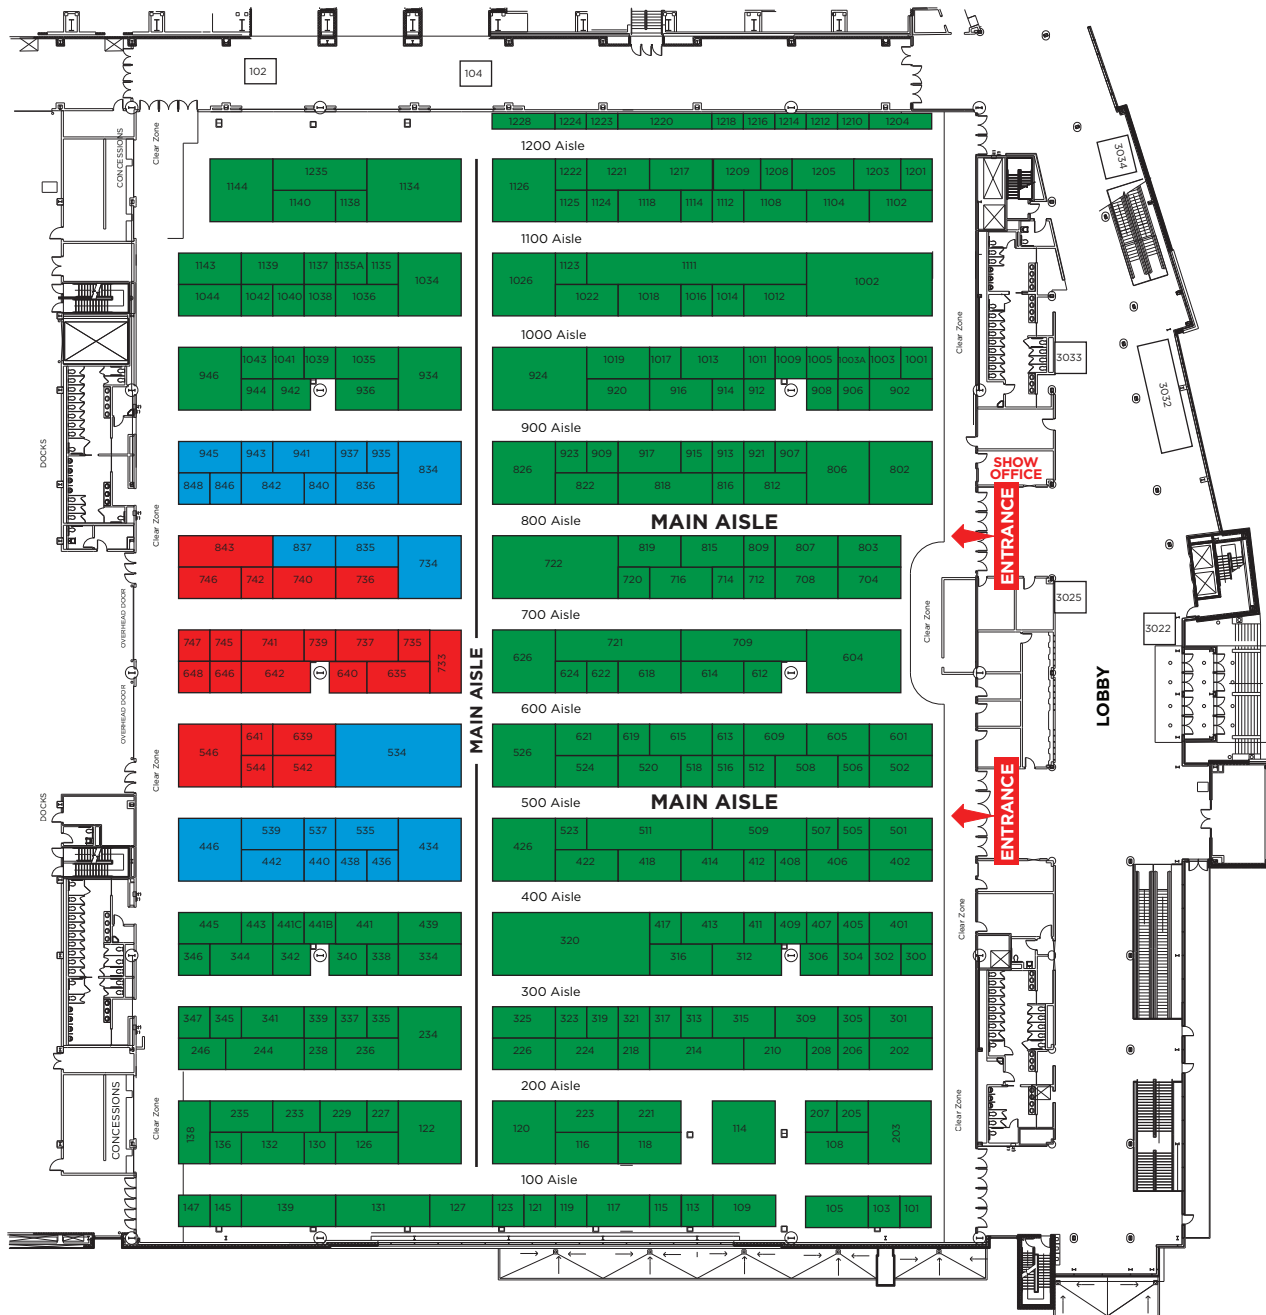 102
104
1228 1224 1223 1220 1218 1216 1214 1212 1210 1204
1200 Aisle
CONCESSIONS
Clear Zone
3034
1144 1235 1134 1126 1222 1221 1217 1209 1208 1205 1203 1201
1140 1138 1125 1124 1118 1114 1112 1108 1104 1102
1100 Aisle
1143 1139 1137 1135A 1135 1034 1026 1123 1111 1002
1044 1042 1040 1038 1036 1022 1018 1016 1014 1012
Clear Zone
1000 Aisle
3033
3032
946 1043 1041 1039 1035 934 924 1019 1017 1013 1011 1009 1005 1003A 1003 1001
944 942 936 920 916 914 912 908 906 902
900 Aisle
DOCKS
945 943 941 937 935 834 826 923 909 917 915 913 921 907 806 802
848 846 842 840 836 822 818 816 812
SHOW
OFFICE
ENTRANCE
Clear Zone
800 Aisle
MAIN AISLE
843 837 835 734 722 819 815 809 807 803
746 742 740 736 720 716 714 712 708 704
OVERHEAD DOOR
Clear Zone
3025
3022
700 Aisle
747 745 741 739 737 735 733 626 721 709 604
648 646 642 640 635 624 622 618 614 612
MAIN AISLE
LOBBY
OVERHEAD DOOR
Clear Zone
600 Aisle
546 641 639 534 526 621 619 615 613 609 605 601
544 542 524 520 518 516 512 508 506 502
ENTRANCE
DOCKS
500 Aisle
MAIN AISLE
446 539 537 535 434 426 523 511 509 507 505 501
442 440 438 436 422 418 414 412 408 406 402
400 Aisle
Clear Zone
445 443 441C 441B 441 439 320 417 413 411 409 407 405 401
346 344 342 340 338 334 316 312 306 304 302 300
Clear Zone
300 Aisle
347 345 341 339 337 335 234 325 323 319 321 317 313 315 309 305 301
246 244 238 236 226 224 218 214 210 208 206 202
200 Aisle
CONCESSIONS
Clear Zone
138 235 233 229 227 122 120 223 221 114 207 205 203
136 132 130 126 116 118 108
Clear Zone
100 Aisle
147 145 139 131 127 123 121 119 117 115 113 109 105 103 101